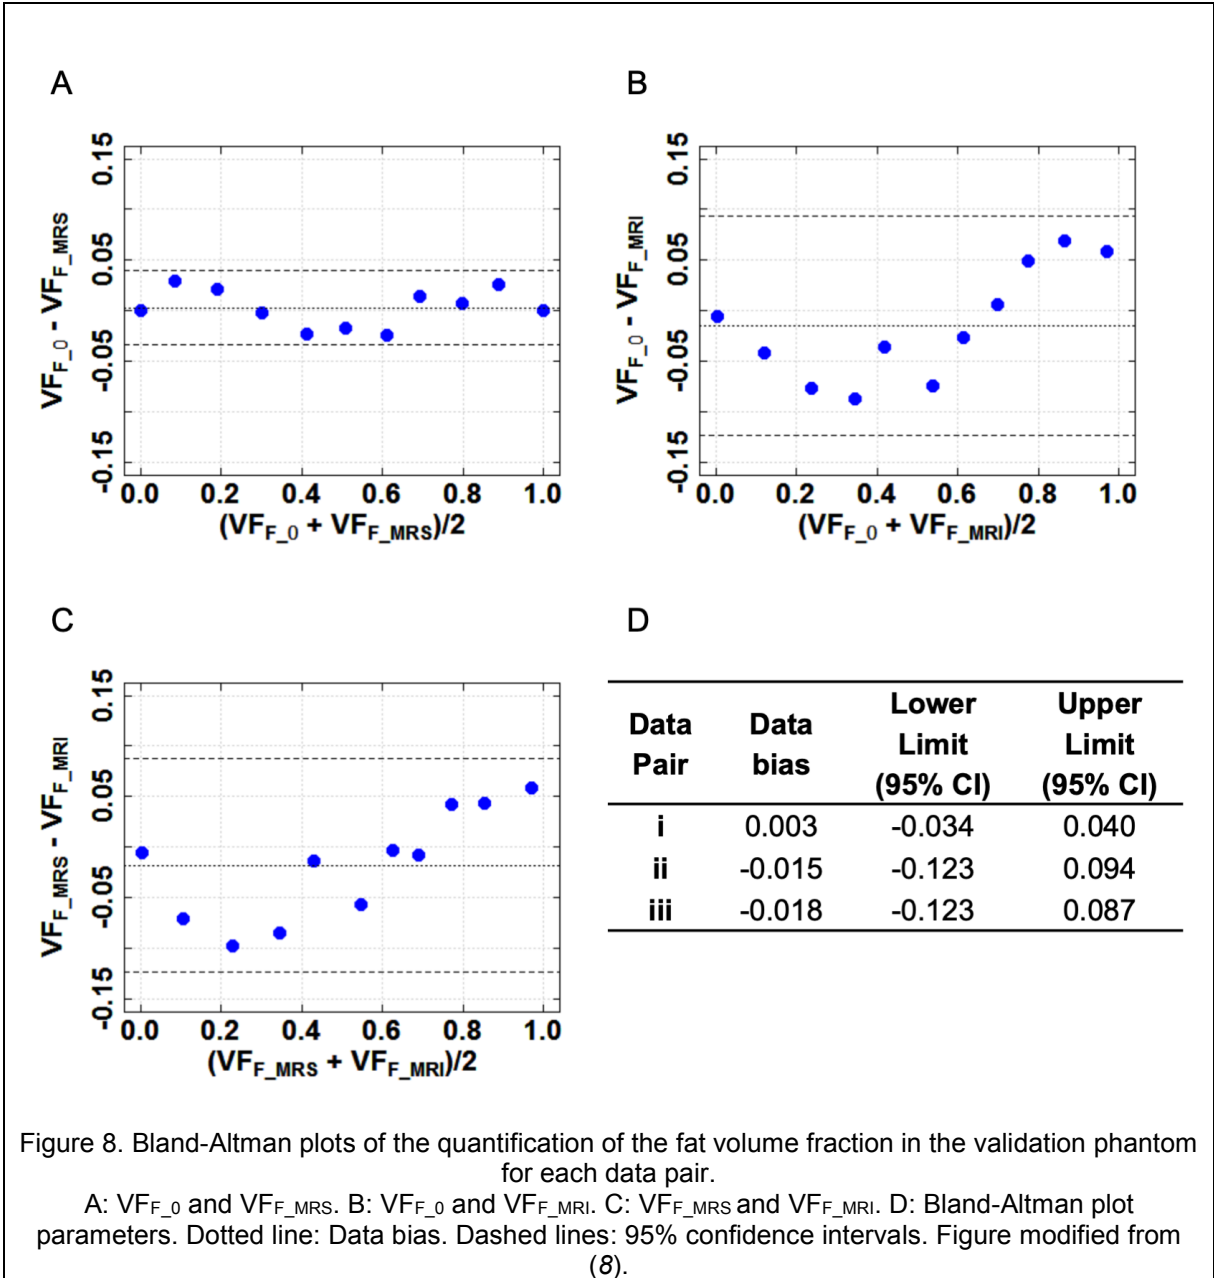 A
0.15
0.05
-0.05
-0.15
VFF_0 - VFF_MRS
0.0 0.2 0.4 0.6 0.8 1.0
(VFF_0 + VFF_MRS)/2
B
0.15
0.05
-0.05
-0.15
VFF_0 - VFF_MRI
0.0 0.2 0.4 0.6 0.8 1.0
(VFF_0 + VFF_MRI)/2
C
0.15
0.05
-0.05
-0.15
VFF_MRS - VFF_MRI
0.0 0.2 0.4 0.6 0.8 1.0
(VFF_MRS + VFF_MRI)/2
D
Data Pair Data bias Lower Limit (95% CI) Upper Limit (95% CI)
i 0.003 -0.034 0.040
ii -0.015 -0.123 0.094
iii -0.018 -0.123 0.087
Figure 8. Bland-Altman plots of the quantification of the fat volume fraction in the validation phantom
for each data pair.
A: VFF_0 and VFF_MRS. B: VFF_0 and VFF_MRI. C: VFF_MRS and VFF_MRI. D: Bland-Altman plot
parameters. Dotted line: Data bias. Dashed lines: 95% confidence intervals. Figure modified from
(8).